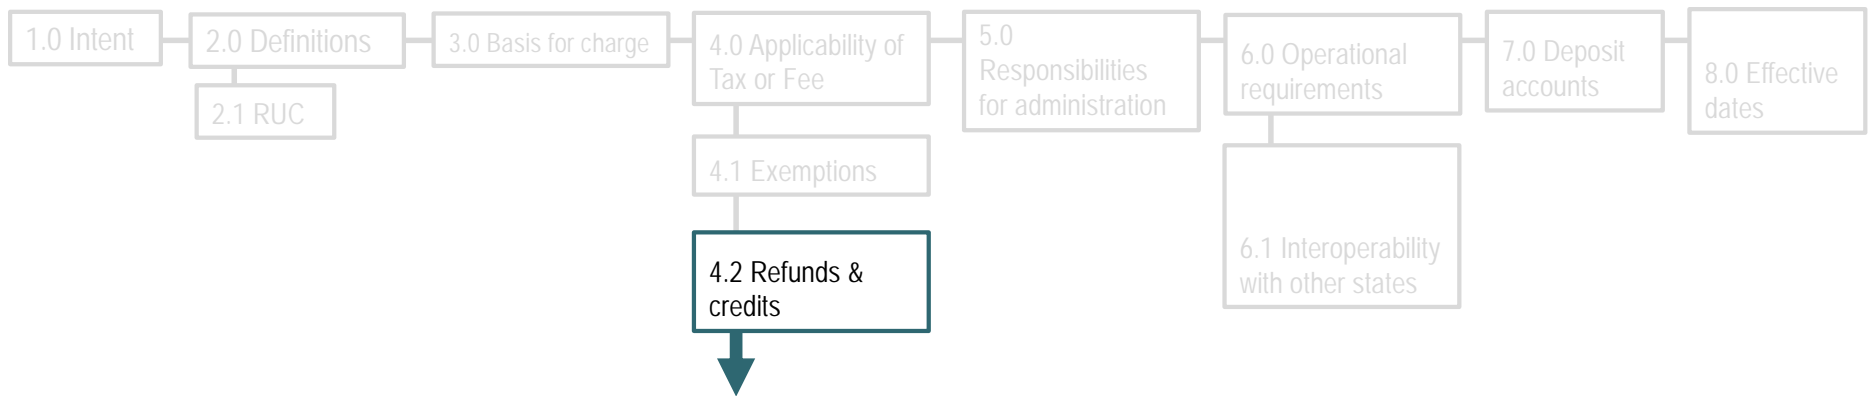 1.0 Intent
2.0 Definitions
2.1 RUC
3.0 Basis for charge
4.0 Applicability of
Tax or Fee
4.1 Exemptions
4.2 Refunds &
credits
5.0
Responsibilities
for administration
6.0 Operational
requirements
6.1 Interoperability
with other states
7.0 Deposit
accounts
8.0 Effective
dates